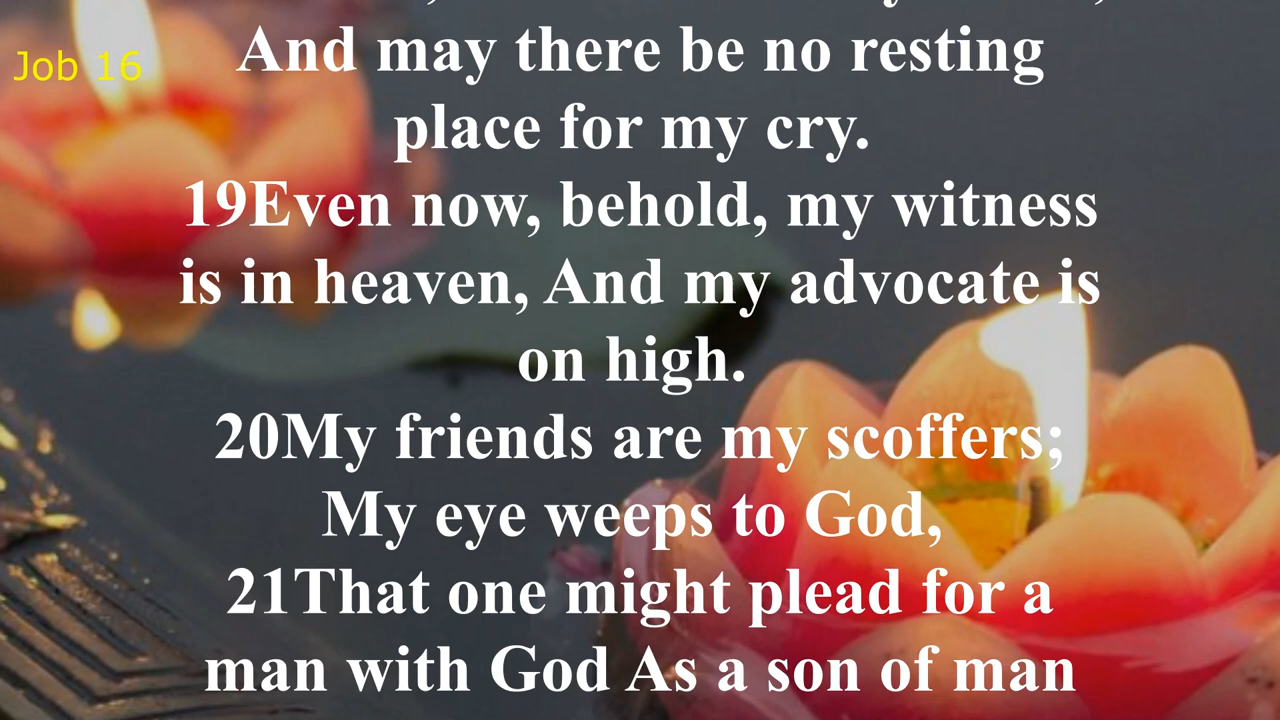 Job 16
And may there be no resting
place for my cry.
19Even now, behold, my witness
is in heaven, And my advocate is
on high.
20My friends are my scoffers;
My eye weeps to God,
21That one might plead for a
man with God As a son of man